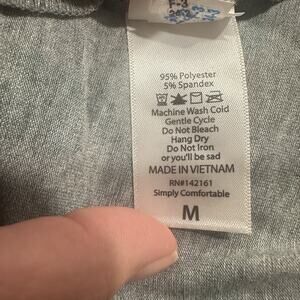 95% Polyester
5% Spandex
Machine Wash Cold
Gentle Cycle
Do Not Bleach
Hang Dry
Do Not Iron
or you'll be sad
MADE IN VIETNAM
RN#142161
Simply Comfortable
M